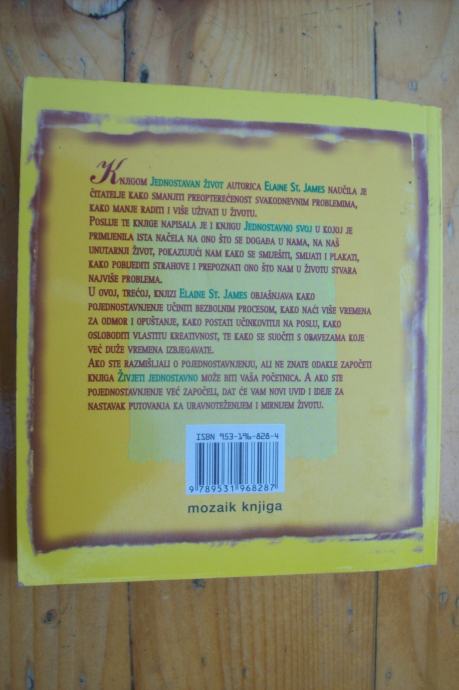 KNJIGOM JEDNOSTAVAN ŽIVOT AUTORICA ELAINE ST. JAMES NAUČILA JE
ČITATELJE KAKO SMANJITI PREOPTEREĆENOST SVAKODNEVNIM PROBLEMIMA,
KAKO MANJE RADITI I VIŠE UŽIVATI U ŽIVOTU.
POSLIJE TE KNJIGE NAPISALA JE I KNJIGU JEDNOSTAVNO SVOJ U KOJOJ JE
PRIMIJENILA ISTA NAČELA NA ONO ŠTO SE DOGAĐA U NAMA, NA NAŠ
UNUTARNJI ŽIVOT, POKAZUJUĆI NAM KAKO SE SMJEŠITI, SMIJATI I PLAKATI,
KAKO POBIJEDITI STRAHOVE I PREPOZNATI ONO ŠTO NAM U ŽIVOTU STVARA
NAJVIŠE PROBLEMA.
U OVOJ, TREĆOJ, KNJIZI ELAINE ST. JAMES OBJAŠNJAVA KAKO
POJEDNOSTAVNJENJE UČINITI BEZBOLNIM PROCESOM, KAKO NAĆI VIŠE VREMENA
ZA ODMOR I OPUŠTANJE, KAKO POSTATI UČINKOVITIJI NA POSLU, KAKO
OSLOBODITI VLASTITU KREATIVNOST, TE KAKO SE SUOČITI S OBAVEZAMA KOJE
VEĆ DUŽE VREMENA IZBJEGAVATE.
AKO STE RAZMIŠLJALI O POJEDNOSTAVNJENJU, ALI NE ZNATE ODAKLE ZAPOČETI
KNJIGA ŽIVJETI JEDNOSTAVNO MOŽE BITI VAŠA POČETNICA. A AKO STE
POJEDNOSTAVNJENJE VEĆ ZAPOČELI, DAT ĆE VAM NOVI UVID I IDEJE ZA
NASTAVAK PUTOVANJA KA URAVNOTEŽENIJEM I MIRNIJEM ŽIVOTU.
ISBN 953-196-828-4
9 789531 968287
mozaik knjiga